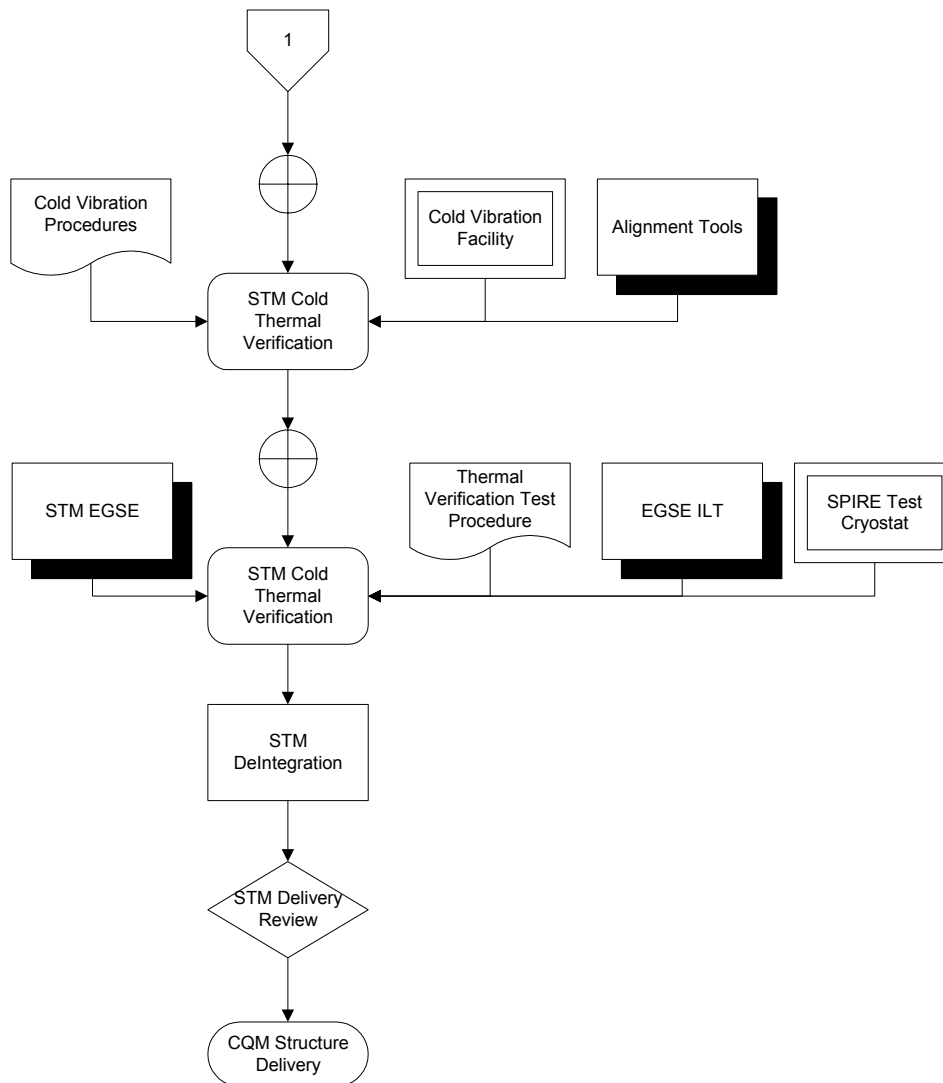 1
Cold Vibration
Procedures
Cold Vibration
Facility
Alignment Tools
STM Cold
Thermal
Verification
STM EGSE
Thermal
Verification Test
Procedure
EGSE ILT
SPIRE Test
Cryostat
STM Cold
Thermal
Verification
STM
DeIntegration
STM Delivery
Review
CQM Structure
Delivery